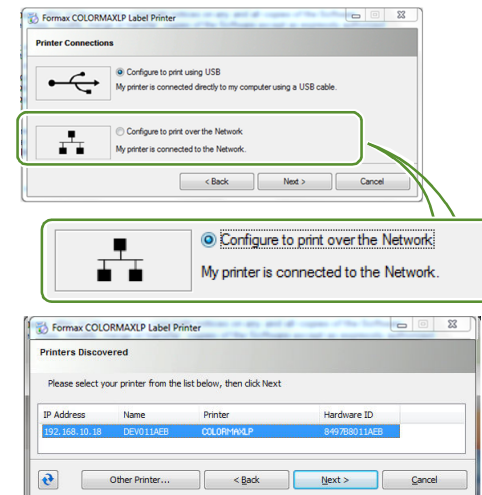 Formax COLORMAXLP Label Printer
Printer Connections
Configure to print using USB
My printer is connected directly to my computer using a USB cable.
Configure to print over the Network
My printer is connected to the Network.
< Back Next > Cancel
Configure to print over the Network
My printer is connected to the Network.
Formax COLORMAXLP Label Printer
Printers Discovered
Please select your printer from the list below, then click Next
IP Address Name Printer Hardware ID
192.168.10.18 DEV011AEB COLORMAXLP 8497B8011AEB
Other Printer... < Back Next > Cancel